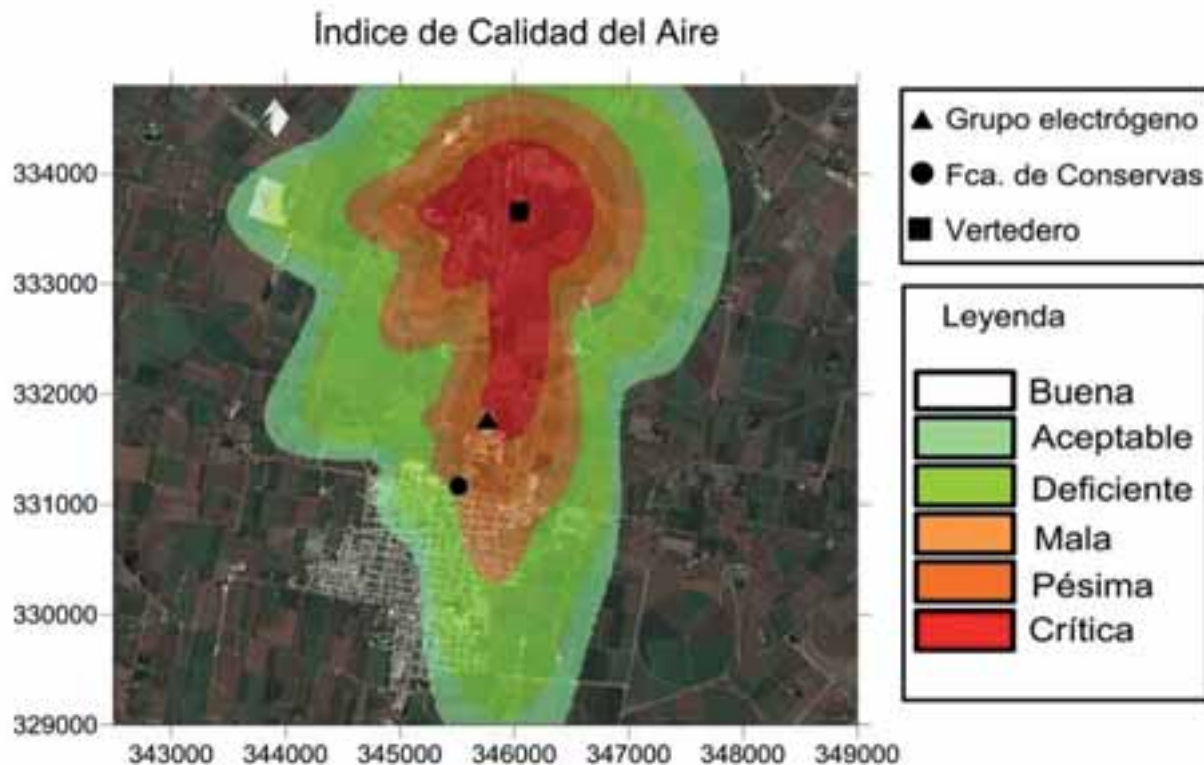 Índice de Calidad del Aire
334000
333000
332000
331000
330000
329000
343000 344000 345000 346000 347000 348000 349000
Grupo electrógeno
Fca. de Conservas
Vertedero
Leyenda
Buena
Aceptable
Deficiente
Mala
Pésima
Crítica